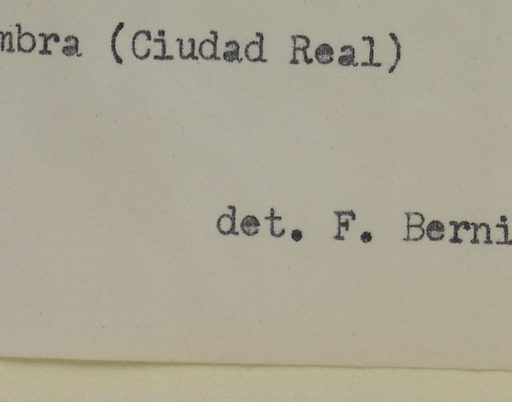 mbra (Ciudad Real)
det. F. Berni